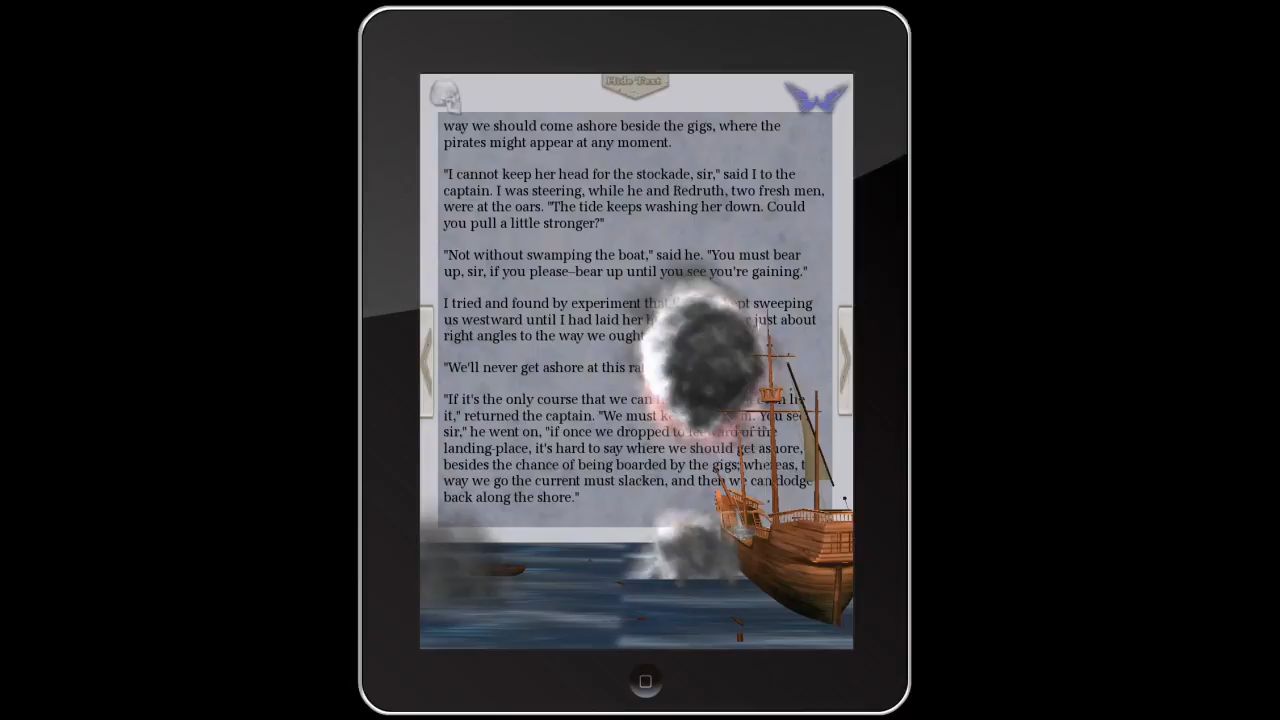 Hide Text
way we should come ashore beside the gigs, where the
pirates might appear at any moment.
"I cannot keep her head for the stockade, sir," said I to the
captain. I was steering, while he and Redruth, two fresh men,
were at the oars. "The tide keeps washing her down. Could
you pull a little stronger?"
"Not without swamping the boat," said he. "You must bear
up, sir, if you please–bear up until you see you're gaining."
I tried and found by experiment that sweeping
us westward until I had laid her just about
right angles to the way we ought
"We'll never get ashore at this
"If it's the only course that we can
it," returned the captain. "We must You see,
sir," he went on, "if once we dropped to of the
landing-place, it's hard to say where we should get ashore,
besides the chance of being boarded by the gigs; whereas,
way we go the current must slacken, and then we can dodge
back along the shore."